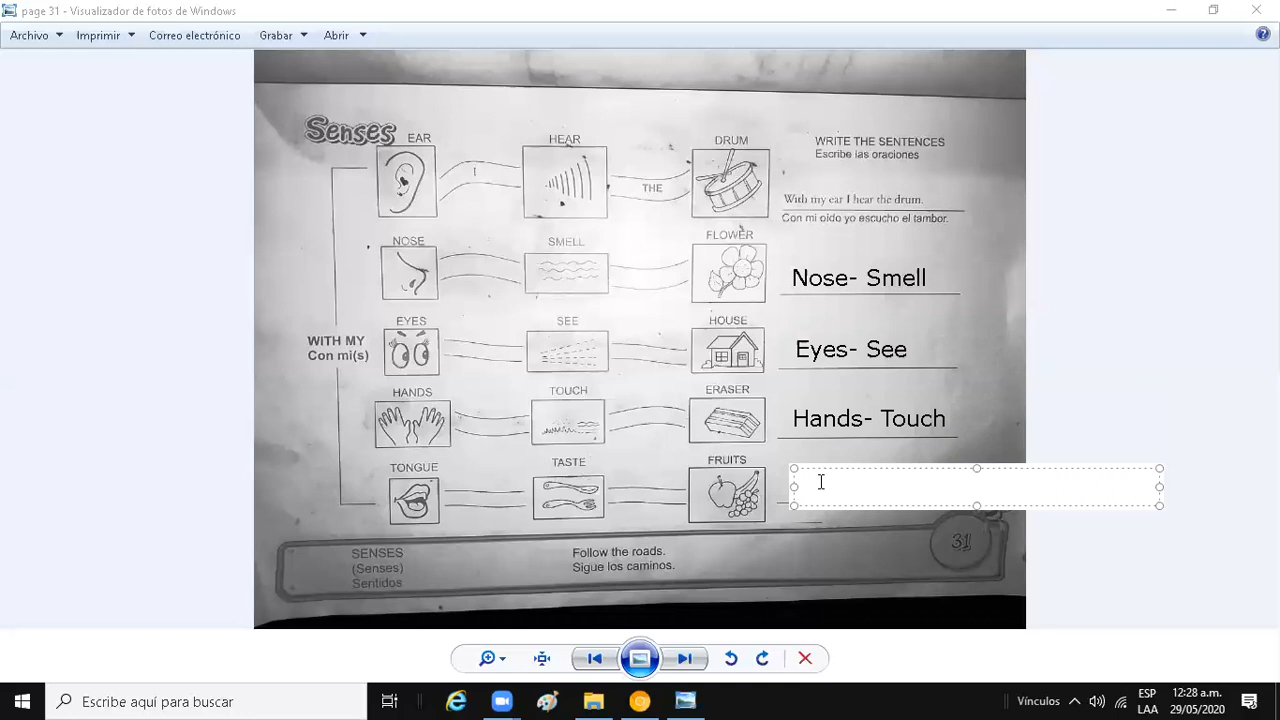 page 31 - Visualizador de fotos de Windows
Archivo Imprimir Correo electrónico Grabar Abrir
Senses
EAR HEAR DRUM
WRITE THE SENTENCES
Escribe las oraciones
I
THE
With my ear I hear the drum.
Con mi oído yo escucho el tambor.
NOSE SMELL FLOWER
Nose- Smell
EYES SEE HOUSE
WITH MY
Con mi(s)
Eyes- See
HANDS TOUCH ERASER
Hands- Touch
TONGUE TASTE FRUITS
SENSES
(Senses)
Sentidos
Follow the roads.
Sigue los caminos.
31
Escribe aquí para buscar
Vínculos
ESP
LAA
12:28 a.m.
29/05/2020